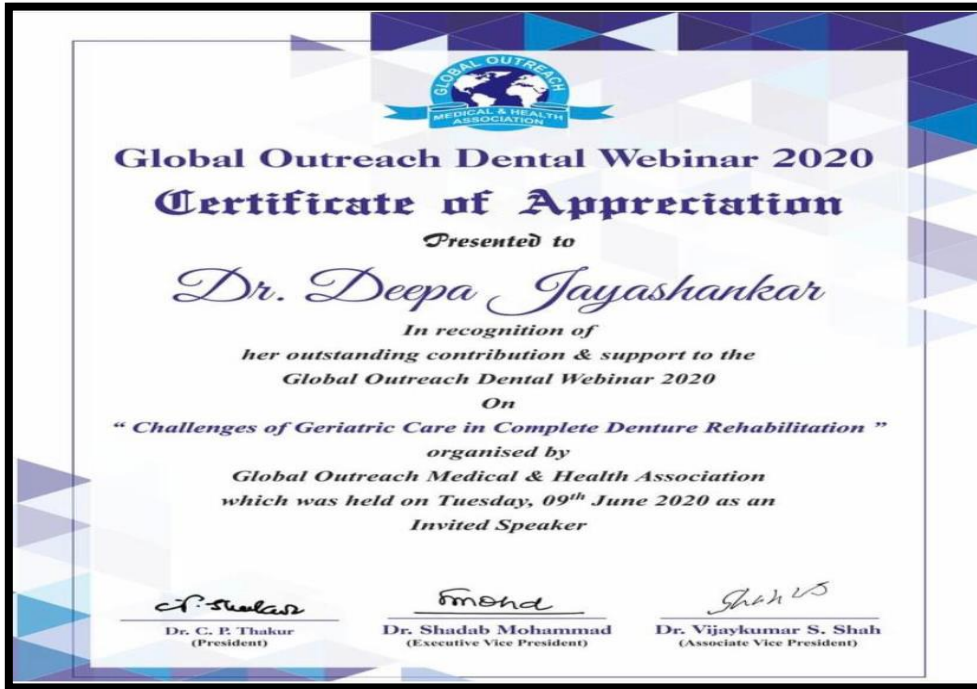 GLOBAL OUTREACH
MEDICAL & HEALTH
ASSOCIATION
Global Outreach Dental Webinar 2020
Certificate of Appreciation
Presented to
Dr. Deepa Jayashankar
In recognition of
her outstanding contribution & support to the
Global Outreach Dental Webinar 2020
On
“ Challenges of Geriatric Care in Complete Denture Rehabilitation ”
organised by
Global Outreach Medical & Health Association
which was held on Tuesday, 09th June 2020 as an
Invited Speaker
Dr. C. P. Thakur
(President)
Smohd
Dr. Shadab Mohammad
(Executive Vice President)
Shah VS
Dr. Vijaykumar S. Shah
(Associate Vice President)